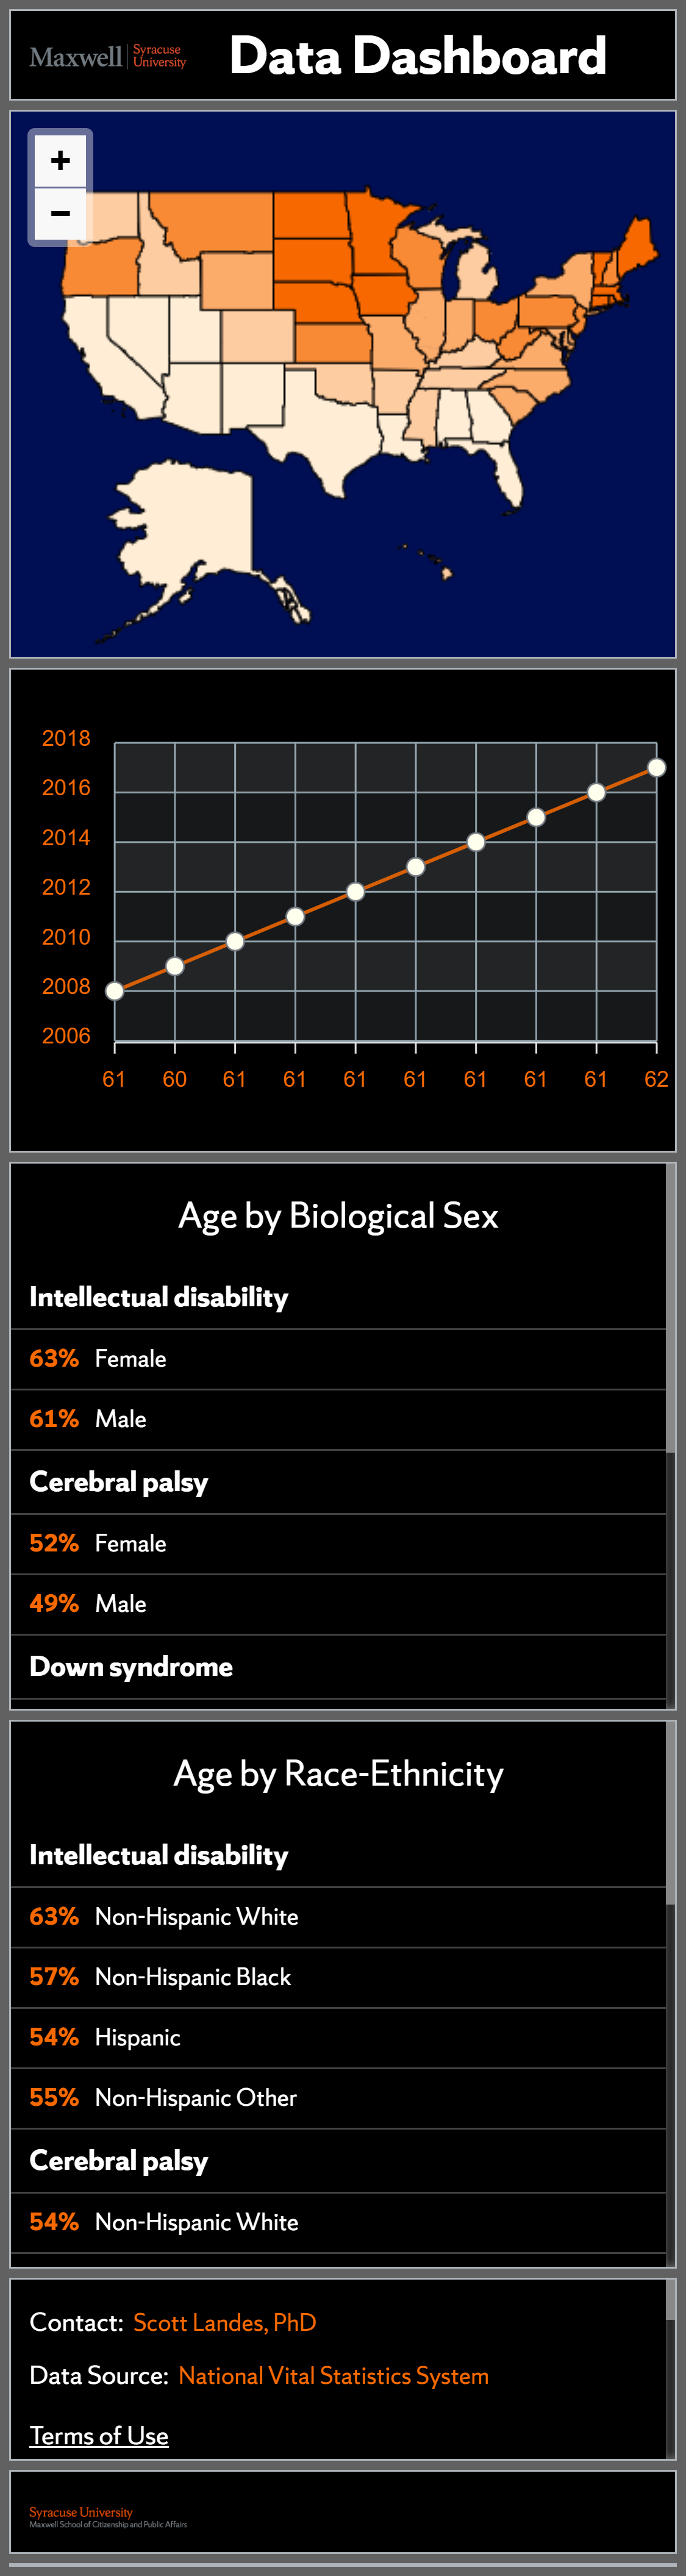 Maxwell
Syracuse
University
Data Dashboard
+
−
2018
2016
2014
2012
2010
2008
2006
61 60 61 61 61 61 61 61 61 62
Age by Biological Sex
Intellectual disability
63% Female
61% Male
Cerebral palsy
52% Female
49% Male
Down syndrome
Age by Race-Ethnicity
Intellectual disability
63% Non-Hispanic White
57% Non-Hispanic Black
54% Hispanic
55% Non-Hispanic Other
Cerebral palsy
54% Non-Hispanic White
Contact: Scott Landes, PhD
Data Source: National Vital Statistics System
Terms of Use
Syracuse University
Maxwell School of Citizenship and Public Affairs